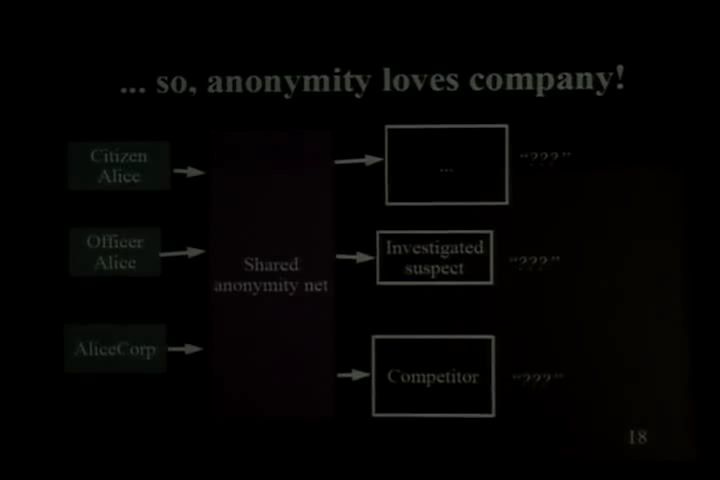 ... so, anonymity loves company!
Citizen
Alice
...
"???"
Officer
Alice
Shared
anonymity net
Investigated
suspect
"???"
AliceCorp
Competitor
"???"
18